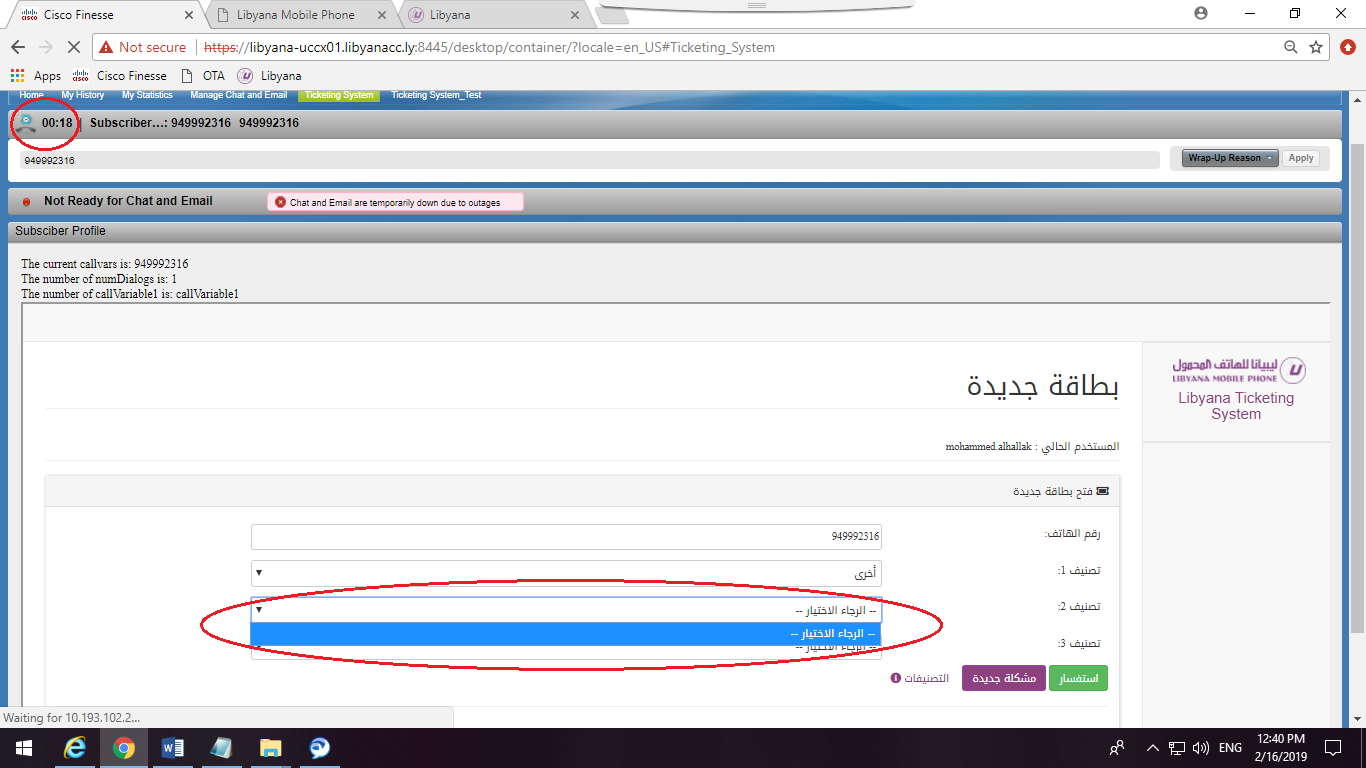 Cisco Finesse
Libyana Mobile Phone
Libyana
Not secure
https://libyana-uccx01.libyanacc.ly:8445/desktop/container/?locale=en_US#Ticketing_System
Apps
Cisco Finesse
OTA
Libyana
Home
My History
My Statistics
Manage Chat and Email
Ticketing System
Ticketing System_Test
00:18 | Subscriber...: 949992316 949992316
949992316
Wrap-Up Reason
Apply
Not Ready for Chat and Email
Chat and Email are temporarily down due to outages
Subsciber Profile
The current callvars is: 949992316
The number of numDialogs is: 1
The number of callVariable1 is: callVariable1
ليبيانا للهاتف المحمول
LIBYANA MOBILE PHONE
Libyana Ticketing
System
بطاقة جديدة
المستخدم الحالي : mohammed.alhallak
فتح بطاقة جديدة
رقم الهاتف:
949992316
تصنيف 1:
أخرى
تصنيف 2:
-- الرجاء الاختيار --
-- الرجاء الاختيار --
تصنيف 3:
-- الرجاء الاختيار --
استفسار
مشكلة جديدة
التصنيفات
Waiting for 10.193.102.2...
ENG
12:40 PM
2/16/2019